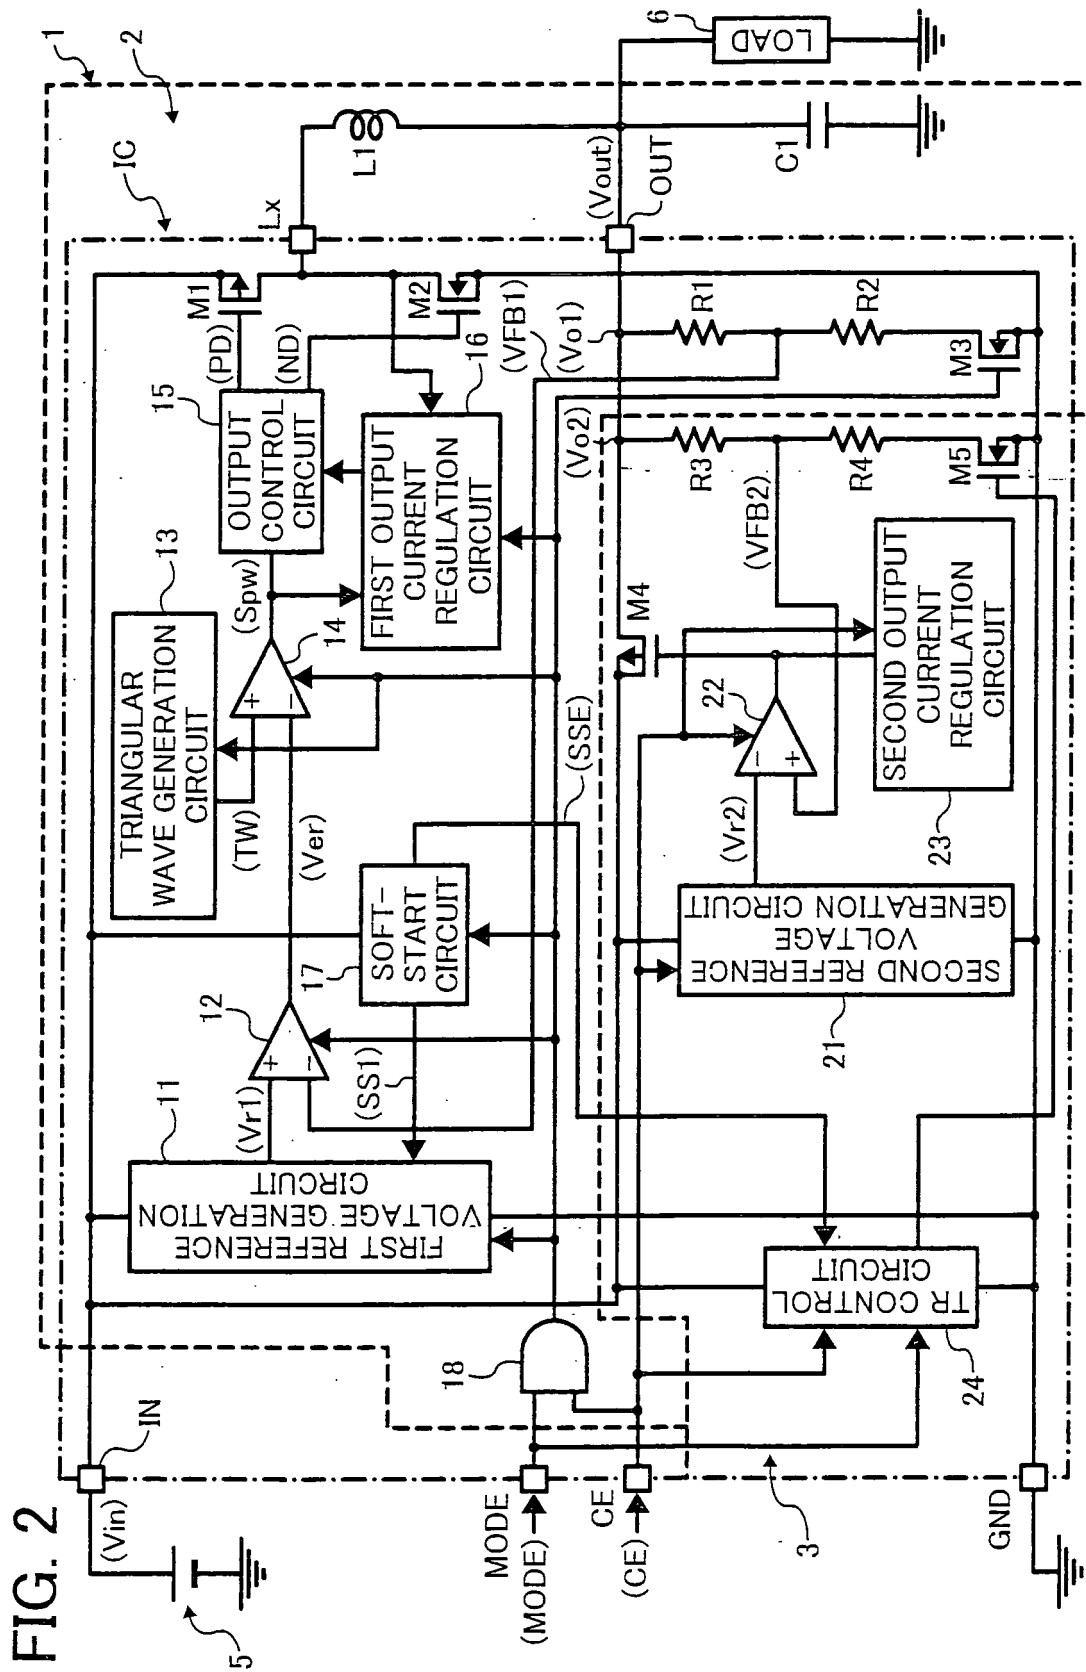 FIG. 2
1
2
IC
IN
(Vin)
5
11
FIRST REFERENCE
VOLTAGE GENERATION
CIRCUIT
(Vr1)
12
(Ver)
17
SOFT-
START
CIRCUIT
(SS1)
(SSE)
TRIANGULAR
WAVE GENERATION
CIRCUIT
13
(TW)
14
(Spw)
15
OUTPUT
CONTROL
CIRCUIT
(PD)
(ND)
FIRST OUTPUT
CURRENT
REGULATION
CIRCUIT
16
M1
M2
Lx
L1
(VFB1)
(Vo1)
(Vo2)
(Vout)
OUT
6
LOAD
C1
R1
R2
M3
R3
R4
M5
(VFB2)
M4
22
(Vr2)
SECOND OUTPUT
CURRENT
REGULATION
CIRCUIT
23
SECOND REFERENCE
VOLTAGE
GENERATION CIRCUIT
21
TR CONTROL
CIRCUIT
24
18
MODE
(MODE)
CE
(CE)
3
GND
+
−
+
−
−
+